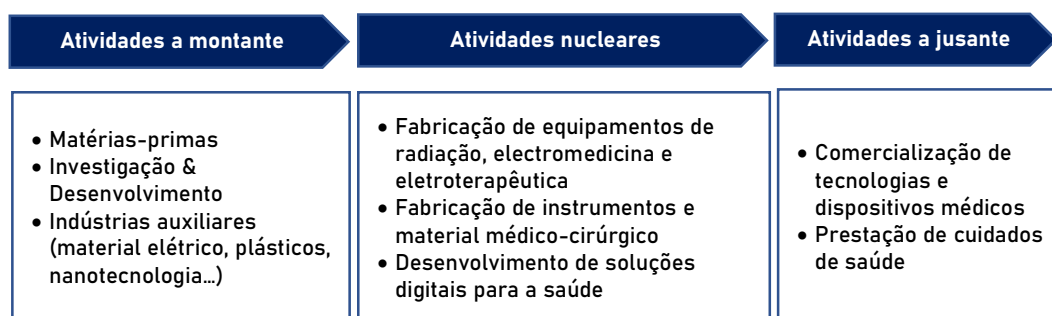 Atividades a montante
Atividades nucleares
Atividades a jusante
• Matérias-primas
• Investigação &
Desenvolvimento
• Indústrias auxiliares
(material elétrico, plásticos,
nanotecnologia…)
• Fabricação de equipamentos de
radiação, electromedicina e
eletroterapêutica
• Fabricação de instrumentos e
material médico-cirúrgico
• Desenvolvimento de soluções
digitais para a saúde
• Comercialização de
tecnologias e
dispositivos médicos
• Prestação de cuidados
de saúde